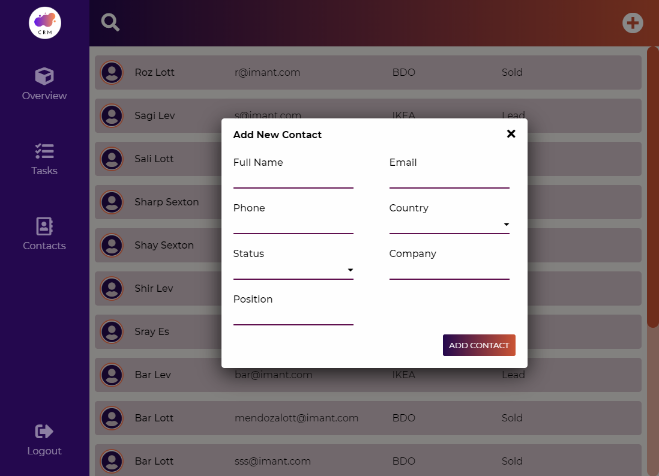 CRM
Overview
Tasks
Contacts
Logout
Roz Lott r@imant.com BDO Sold
Sagi Lev s@imant.com IKEA Lead
Sali Lott
Sharp Sexton
Shay Sexton
Shir Lev
Sray Es
Bar Lev bar@imant.com IKEA Lead
Bar Lott mendozalott@imant.com BDO Sold
Bar Lott sss@imant.com BDO Sold
Add New Contact
Full Name Email
Phone Country
Status Company
Position
ADD CONTACT